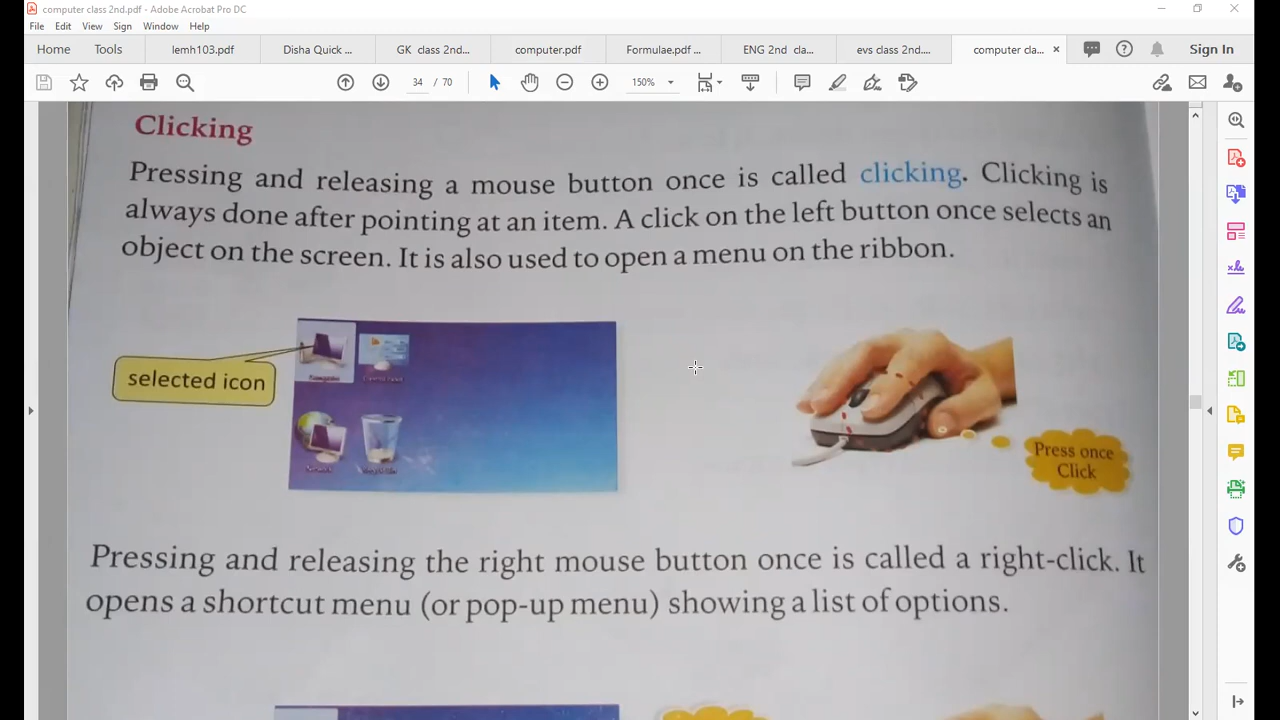 computer class 2nd.pdf - Adobe Acrobat Pro DC
File Edit View Sign Window Help
Home Tools lemh103.pdf Disha Quick ... GK class 2nd... computer.pdf Formulae.pdf ... ENG 2nd cla... evs class 2nd.... computer cla... × Sign In
34 / 70 150%
Clicking
Pressing and releasing a mouse button once is called clicking. Clicking is
always done after pointing at an item. A click on the left button once selects an
object on the screen. It is also used to open a menu on the ribbon.
selected icon
Network
Press once
Click
Pressing and releasing the right mouse button once is called a right-click. It
opens a shortcut menu (or pop-up menu) showing a list of options.